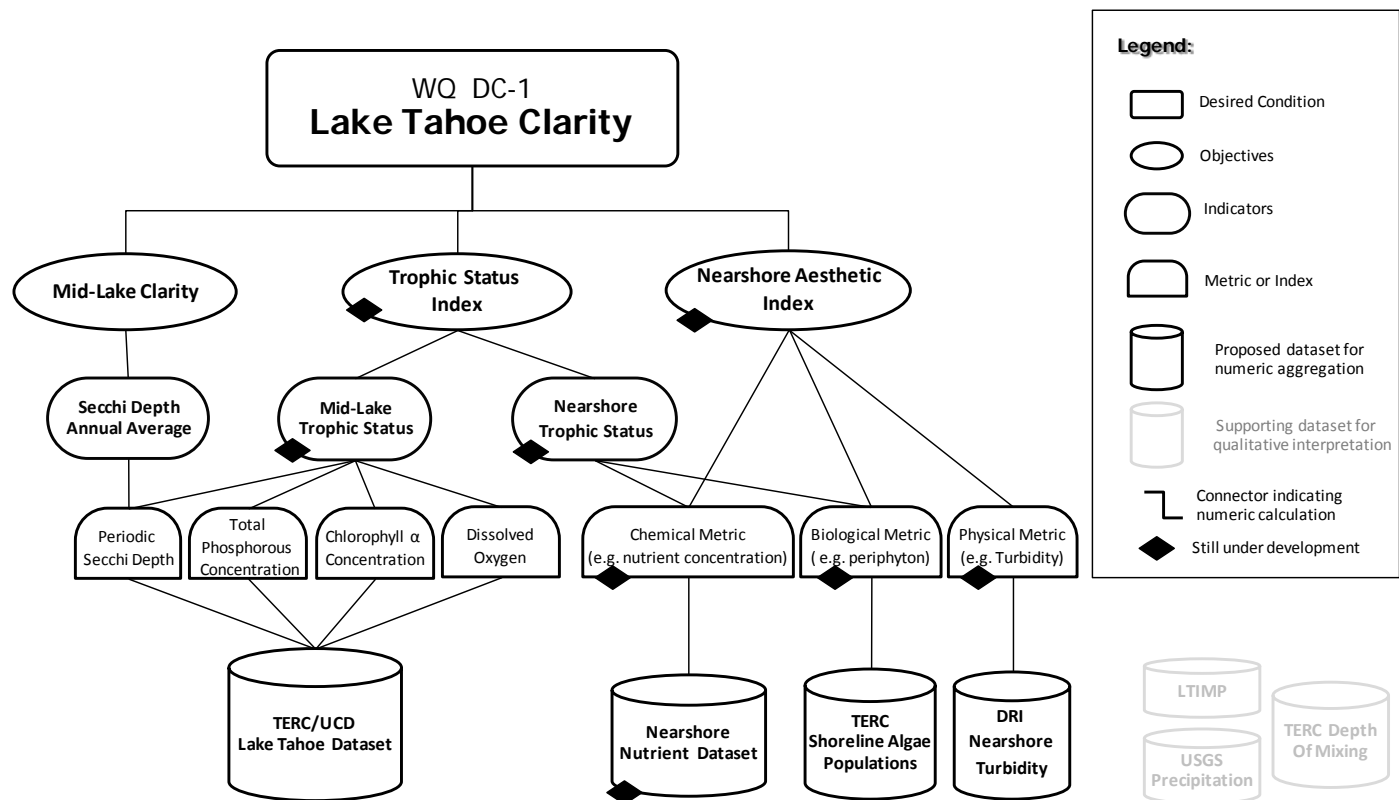 WQ DC-1
Lake Tahoe Clarity
Mid-Lake Clarity
Trophic Status
Index
Nearshore Aesthetic
Index
Secchi Depth
Annual Average
Mid-Lake
Trophic Status
Nearshore
Trophic Status
Periodic
Secchi Depth
Total
Phosphorous
Concentration
Chlorophyll α
Concentration
Dissolved
Oxygen
Chemical Metric
(e.g. nutrient concentration)
Biological Metric
( e.g. periphyton)
Physical Metric
(e.g. Turbidity)
TERC/UCD
Lake Tahoe Dataset
Nearshore
Nutrient Dataset
TERC
Shoreline Algae
Populations
DRI
Nearshore
Turbidity
Legend:
Desired Condition
Objectives
Indicators
Metric or Index
Proposed dataset for
numeric aggregation
Supporting dataset for
qualitative interpretation
Connector indicating
numeric calculation
Still under development
LTIMP
USGS
Precipitation
TERC Depth
Of Mixing